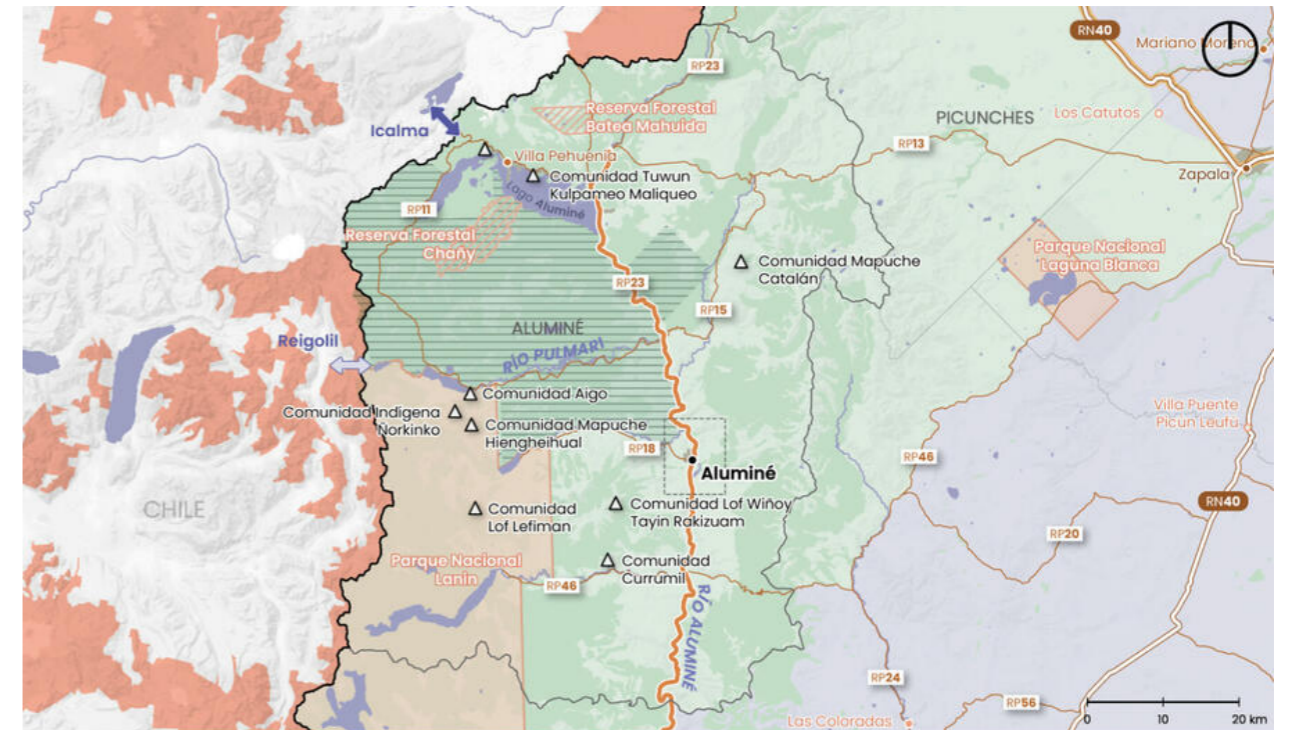 RN40
Mariano Moreno
RP23
Reserva Forestal
Batea Mahuida
PICUNCHES
Los Catutos
Icalma
RP13
Villa Pehuenia
Zapala
Comunidad Tuwun
Kulpameo Maliqueo
Lago Aluminé
RP11
Reserva Forestal
Chañy
Parque Nacional
Laguna Blanca
Comunidad Mapuche
Catalán
RP23
RP15
ALUMINÉ
Reigolil
RÍO PULMARI
Comunidad Aigo
Comunidad Indigena
Ñorkinko
Comunidad Mapuche
Hiengheihual
Villa Puente
Picun Leufu
RP18
RP46
Aluminé
RN40
CHILE
Comunidad
Lof Lefiman
Comunidad Lof Wiñoy
Tayin Rakizuam
RP20
Parque Nacional
Lanin
Comunidad
Currumil
RP46
RÍO ALUMINÉ
RP24
RP56
Las Coloradas
0 10 20 km